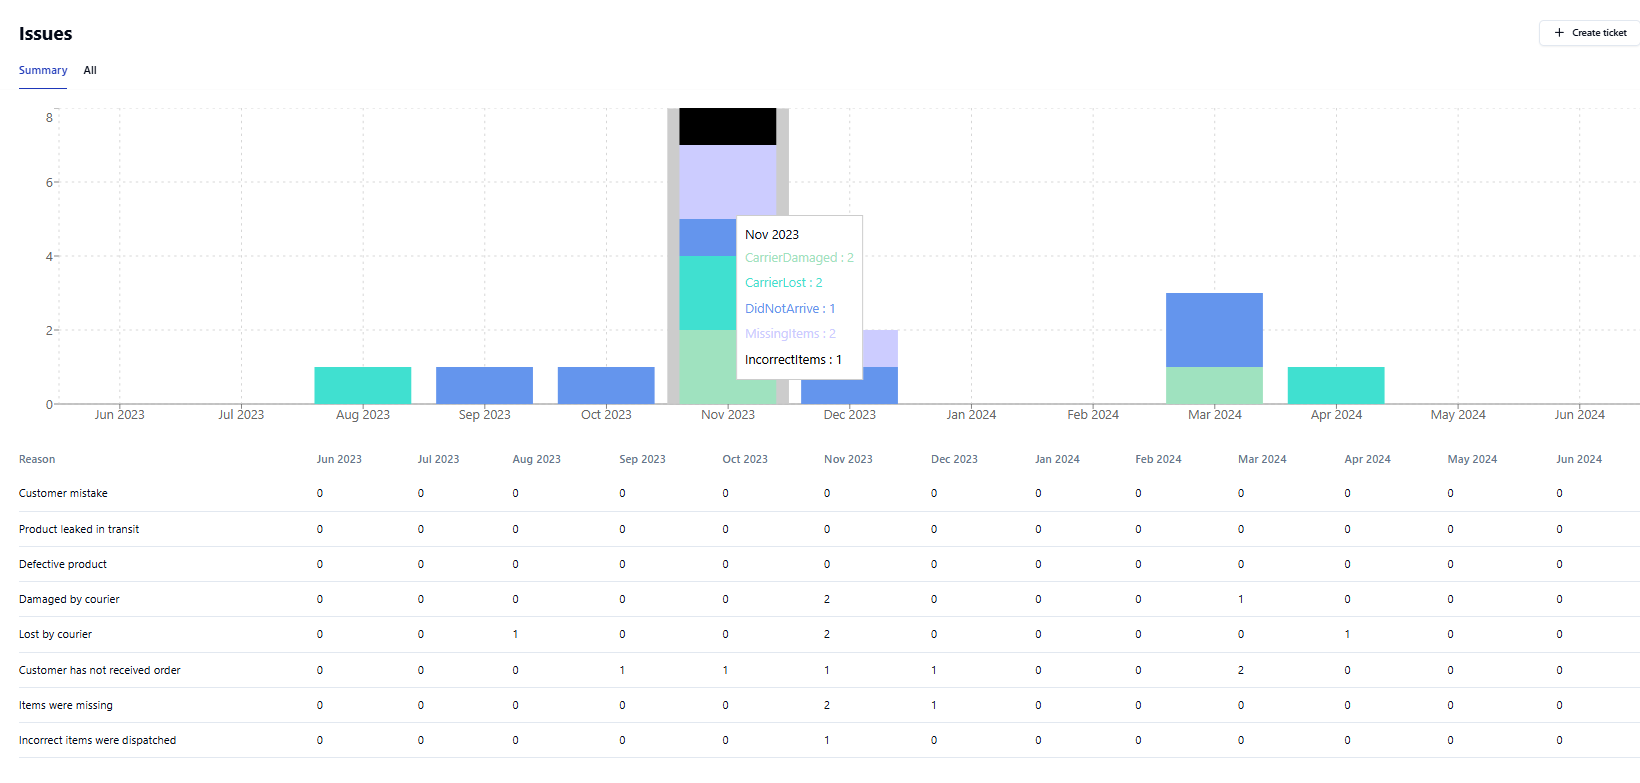 Issues
+ Create ticket
Summary All
8
6
4
2
0
Nov 2023
CarrierDamaged : 2
CarrierLost : 2
DidNotArrive : 1
MissingItems : 2
IncorrectItems : 1
Jun 2023 Jul 2023 Aug 2023 Sep 2023 Oct 2023 Nov 2023 Dec 2023 Jan 2024 Feb 2024 Mar 2024 Apr 2024 May 2024 Jun 2024
Reason Jun 2023 Jul 2023 Aug 2023 Sep 2023 Oct 2023 Nov 2023 Dec 2023 Jan 2024 Feb 2024 Mar 2024 Apr 2024 May 2024 Jun 2024
Customer mistake 0 0 0 0 0 0 0 0 0 0 0 0 0
Product leaked in transit 0 0 0 0 0 0 0 0 0 0 0 0 0
Defective product 0 0 0 0 0 0 0 0 0 0 0 0 0
Damaged by courier 0 0 0 0 0 2 0 0 0 1 0 0 0
Lost by courier 0 0 1 0 0 2 0 0 0 0 1 0 0
Customer has not received order 0 0 0 1 1 1 1 0 0 2 0 0 0
Items were missing 0 0 0 0 0 2 1 0 0 0 0 0 0
Incorrect items were dispatched 0 0 0 0 0 1 0 0 0 0 0 0 0